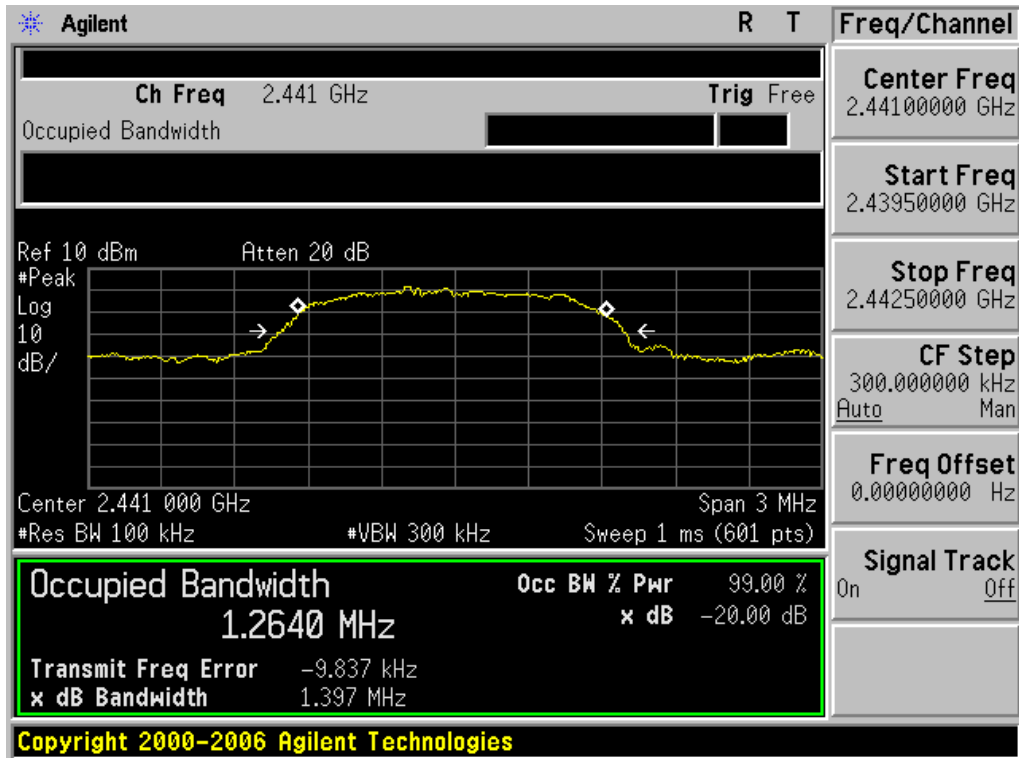 Agilent R T
Freq/Channel
Ch Freq 2.441 GHz Trig Free
Occupied Bandwidth
Center Freq
2.44100000 GHz
Start Freq
2.43950000 GHz
Stop Freq
2.44250000 GHz
CF Step
300.000000 kHz
Auto Man
Freq Offset
0.00000000 Hz
Signal Track
On Off
Ref 10 dBm Atten 20 dB
#Peak
Log
10
dB/
Center 2.441 000 GHz Span 3 MHz
#Res BW 100 kHz #VBW 300 kHz Sweep 1 ms (601 pts)
Occupied Bandwidth
1.2640 MHz
Occ BW % Pwr 99.00 %
x dB -20.00 dB
Transmit Freq Error -9.837 kHz
x dB Bandwidth 1.397 MHz
Copyright 2000-2006 Agilent Technologies